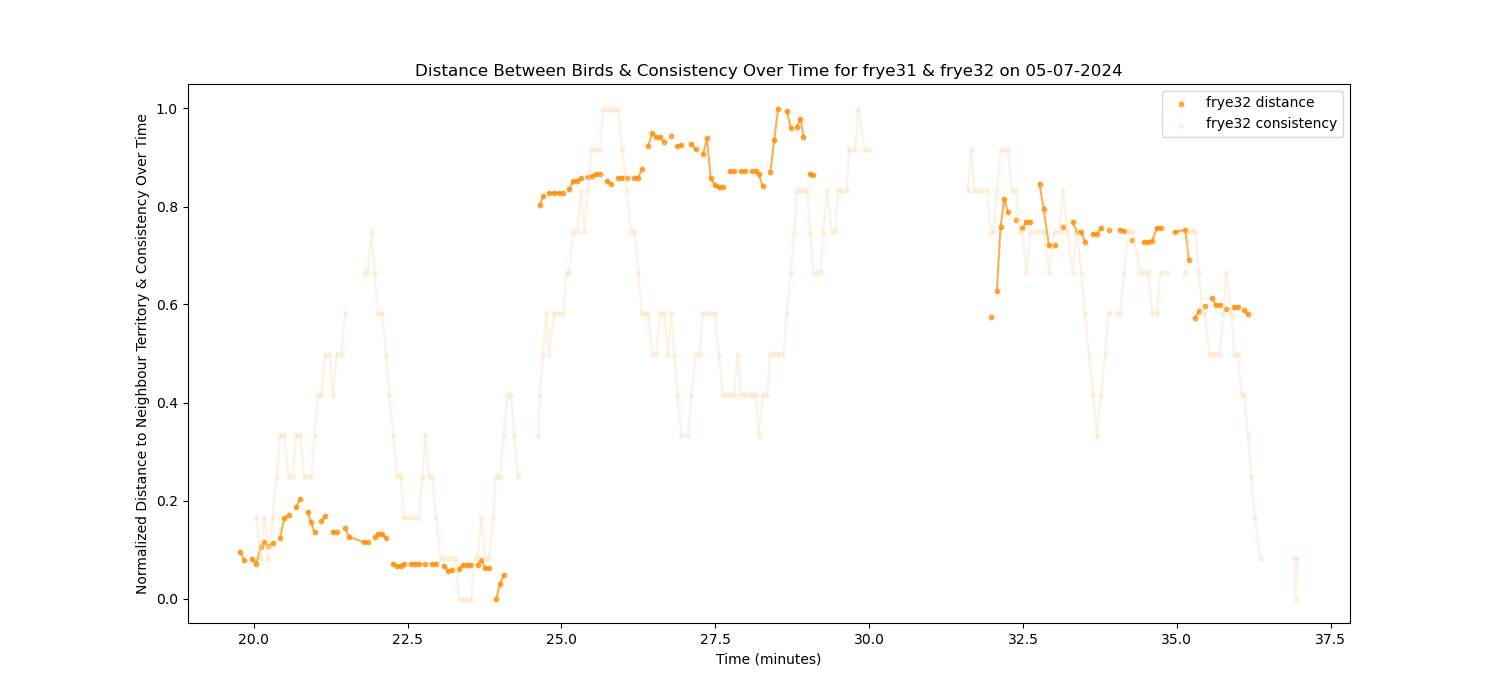 Distance Between Birds & Consistency Over Time for frye31 & frye32 on 05-07-2024
frye32 distance
frye32 consistency
Normalized Distance to Neighbour Territory & Consistency Over Time
1.0
0.8
0.6
0.4
0.2
0.0
20.0 22.5 25.0 27.5 30.0 32.5 35.0 37.5
Time (minutes)